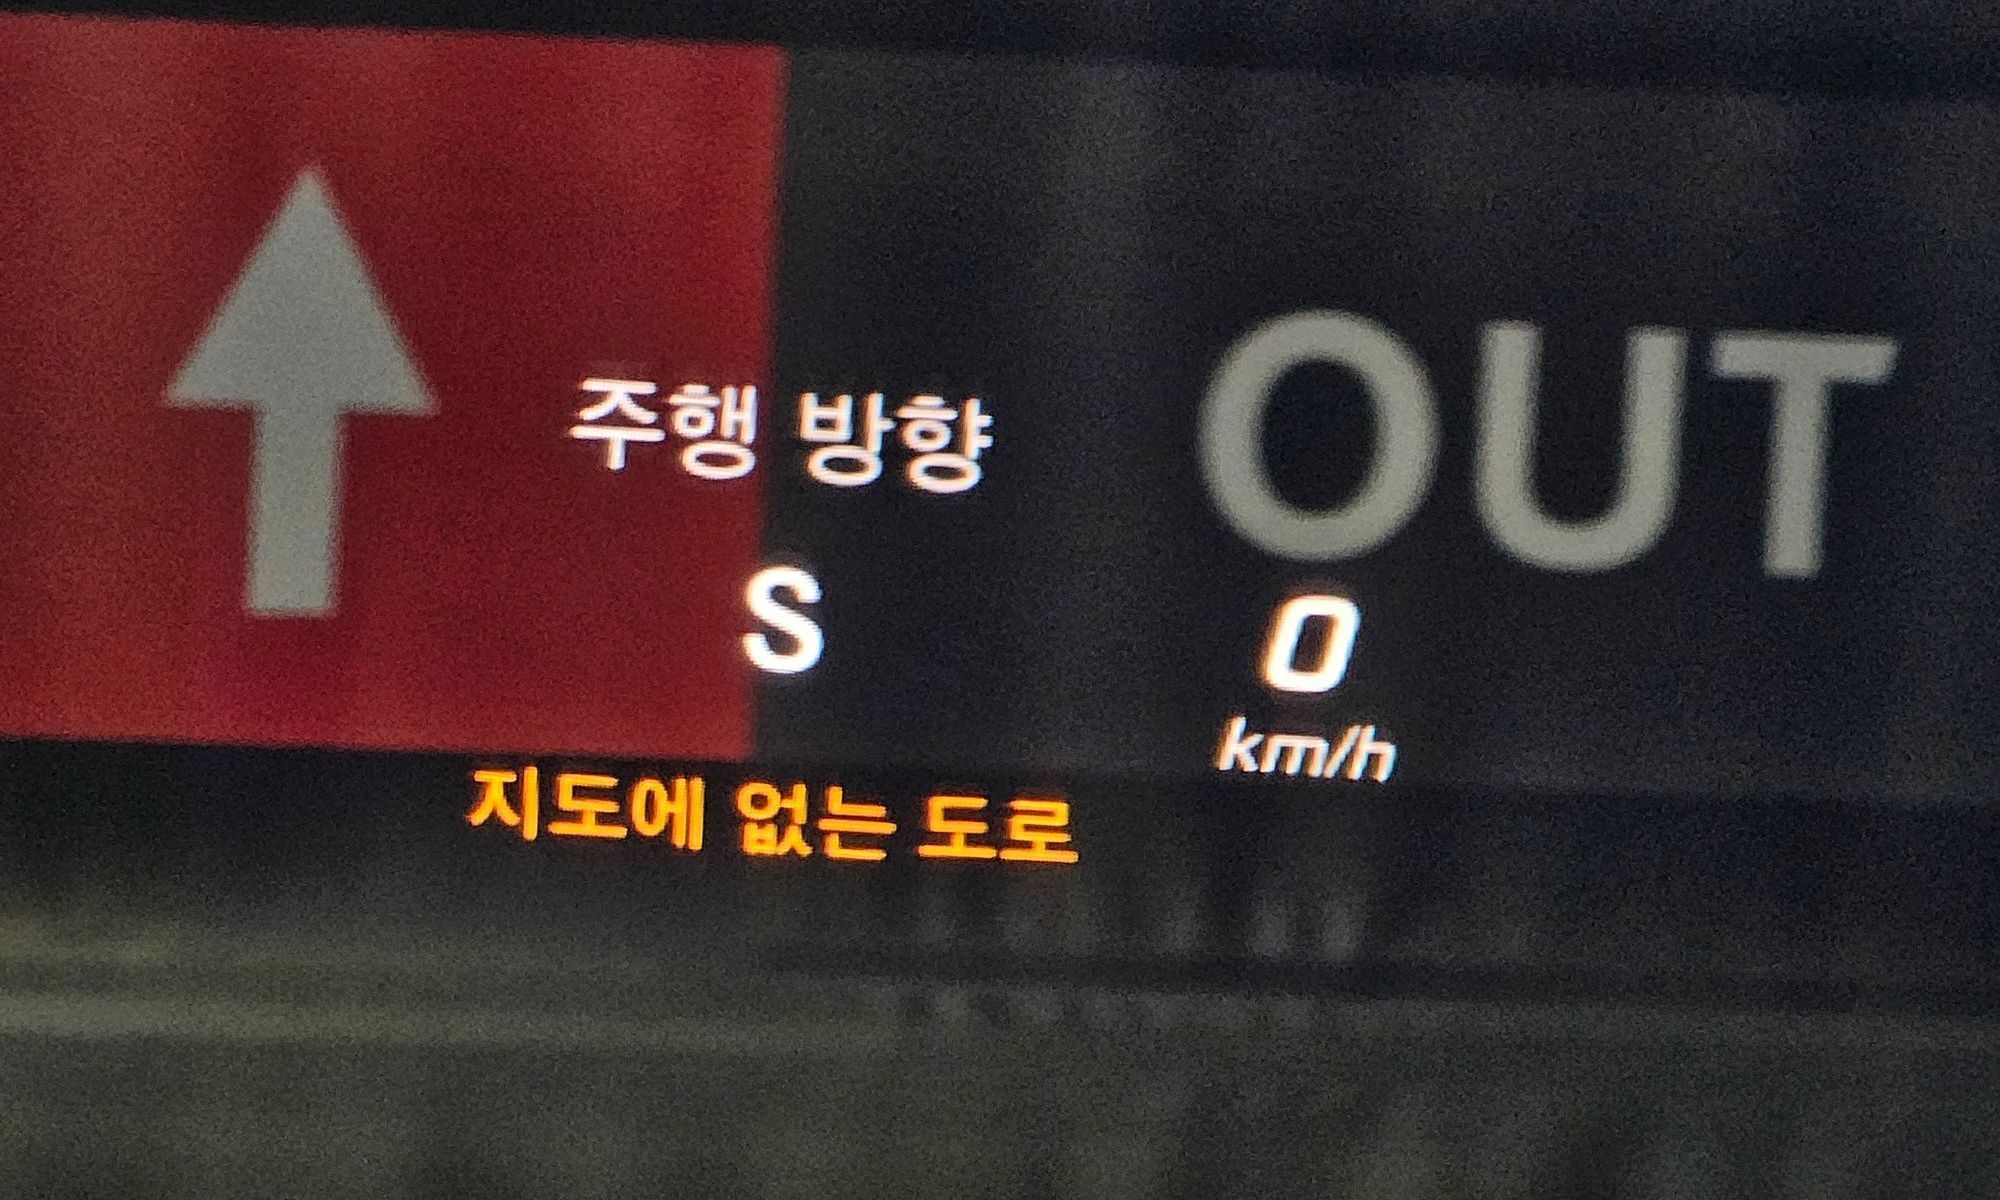 OUT
주행 방향
S
0
km/h
지도에 없는 도로